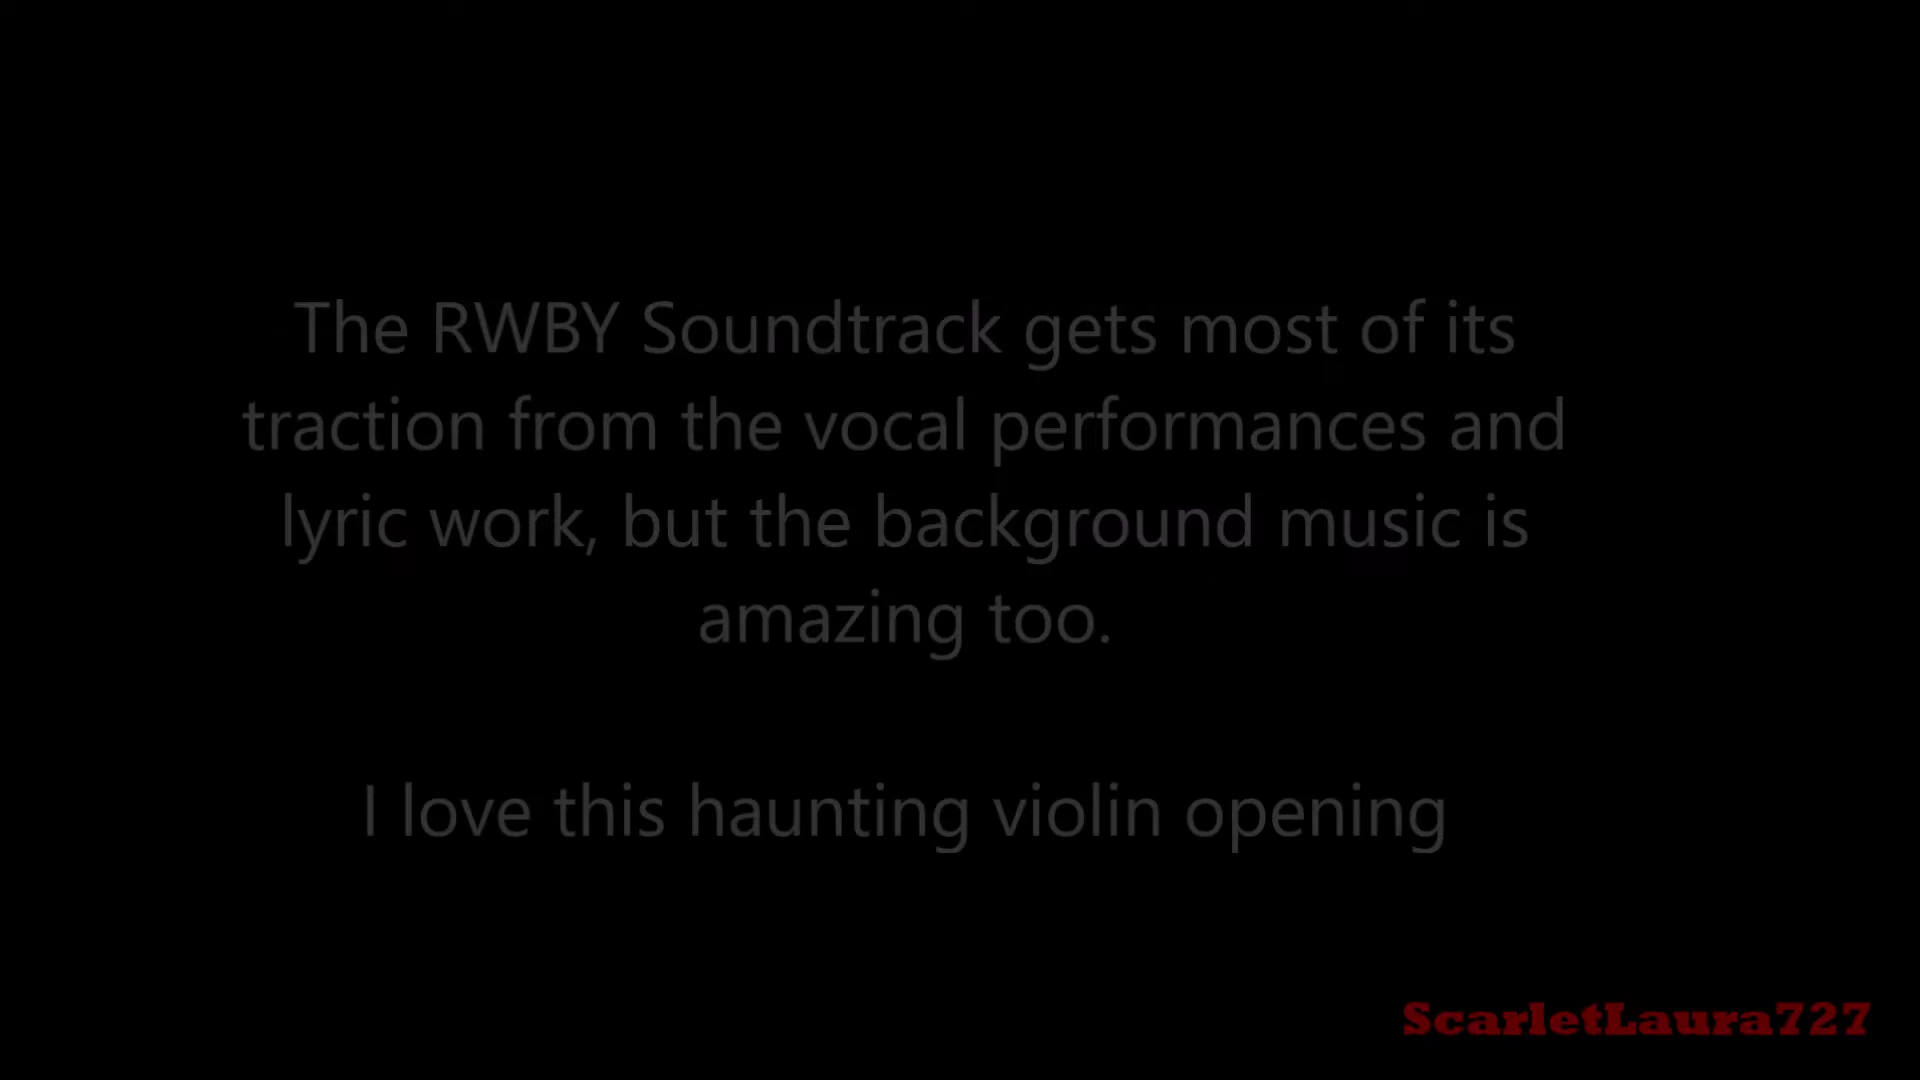 The RWBY Soundtrack gets most of its
traction from the vocal performances and
lyric work, but the background music is
amazing too.
I love this haunting violin opening
ScarletLaura727